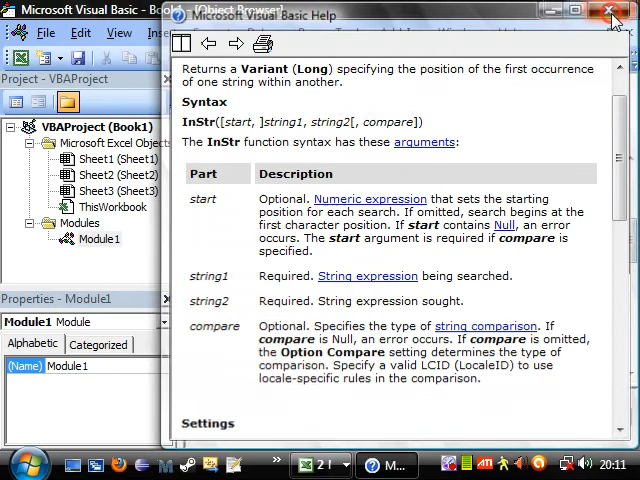 Microsoft Visual Basic - Book1 - [Object Browser]
Microsoft Visual Basic Help
File Edit View
Project - VBAProject
VBAProject (Book1)
Microsoft Excel Objects
Sheet1 (Sheet1)
Sheet2 (Sheet2)
Sheet3 (Sheet3)
ThisWorkbook
Modules
Module1
Properties - Module1
Module1 Module
Alphabetic Categorized
(Name) Module1
Returns a Variant (Long) specifying the position of the first occurrence
of one string within another.
Syntax
InStr([start, ]string1, string2[, compare])
The InStr function syntax has these arguments:
Part Description
start Optional. Numeric expression that sets the starting
position for each search. If omitted, search begins at the
first character position. If start contains Null, an error
occurs. The start argument is required if compare is
specified.
string1 Required. String expression being searched.
string2 Required. String expression sought.
compare Optional. Specifies the type of string comparison. If
compare is Null, an error occurs. If compare is omitted,
the Option Compare setting determines the type of
comparison. Specify a valid LCID (LocaleID) to use
locale-specific rules in the comparison.
Settings
2 M... ATI 20:11